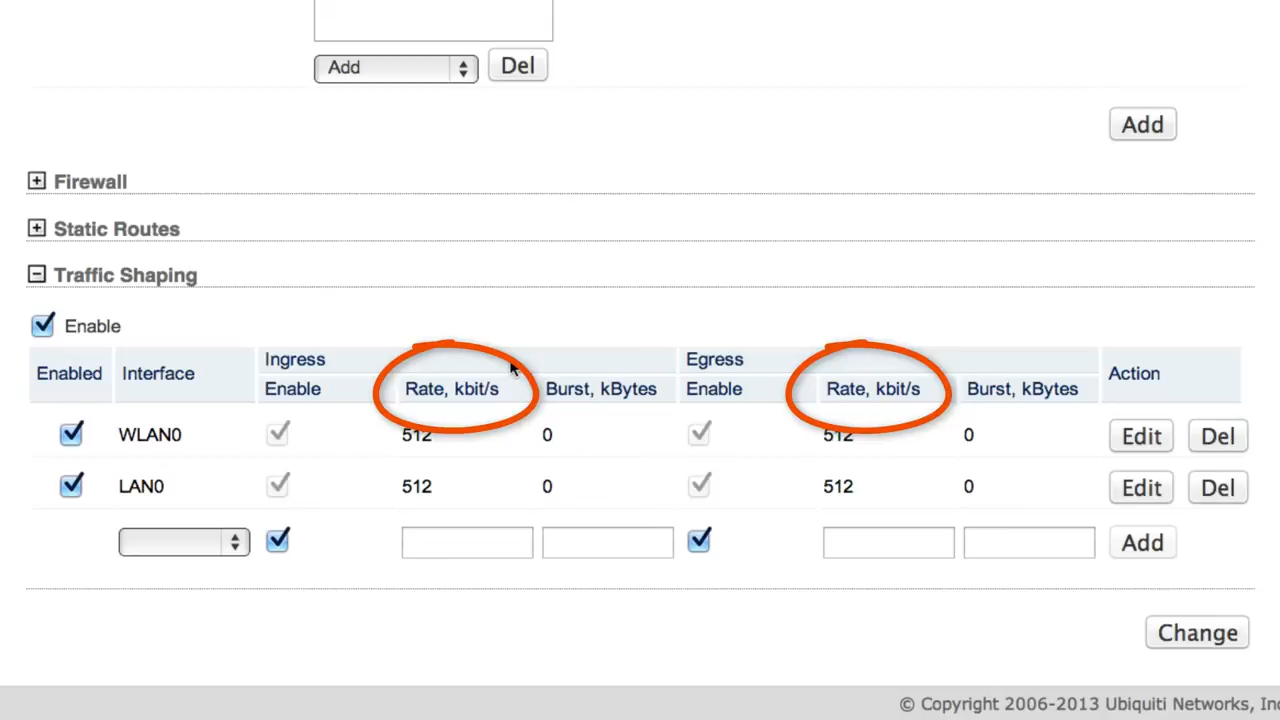 Add Del
Add
Firewall
Static Routes
Traffic Shaping
Enable
Enabled Interface Ingress Egress Action
Enable Rate, kbit/s Burst, kBytes Enable Rate, kbit/s Burst, kBytes
WLAN0 512 0 512 0 Edit Del
LAN0 512 0 512 0 Edit Del
Add
Change
© Copyright 2006-2013 Ubiquiti Networks, Inc